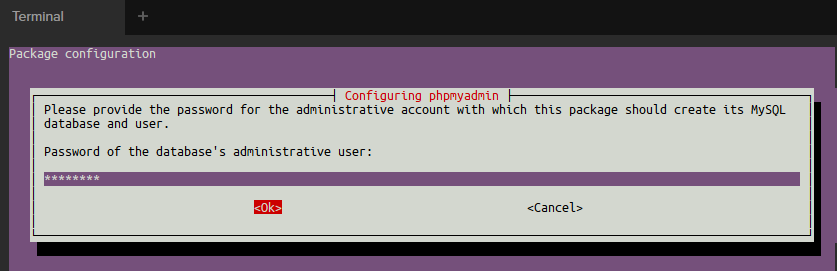 Terminal +
Package configuration
Configuring phpmyadmin
Please provide the password for the administrative account with which this package should create its MySQL
database and user.
Password of the database's administrative user:
********
<Ok> <Cancel>